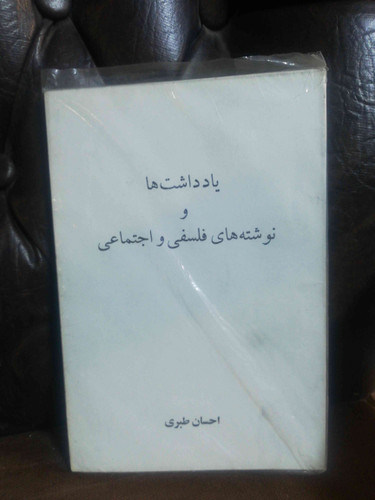 یادداشت‌ها
و
نوشته‌های فلسفی و اجتماعی
احسان طبری